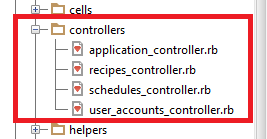 cells
controllers
application_controller.rb
recipes_controller.rb
schedules_controller.rb
user_accounts_controller.rb
helpers